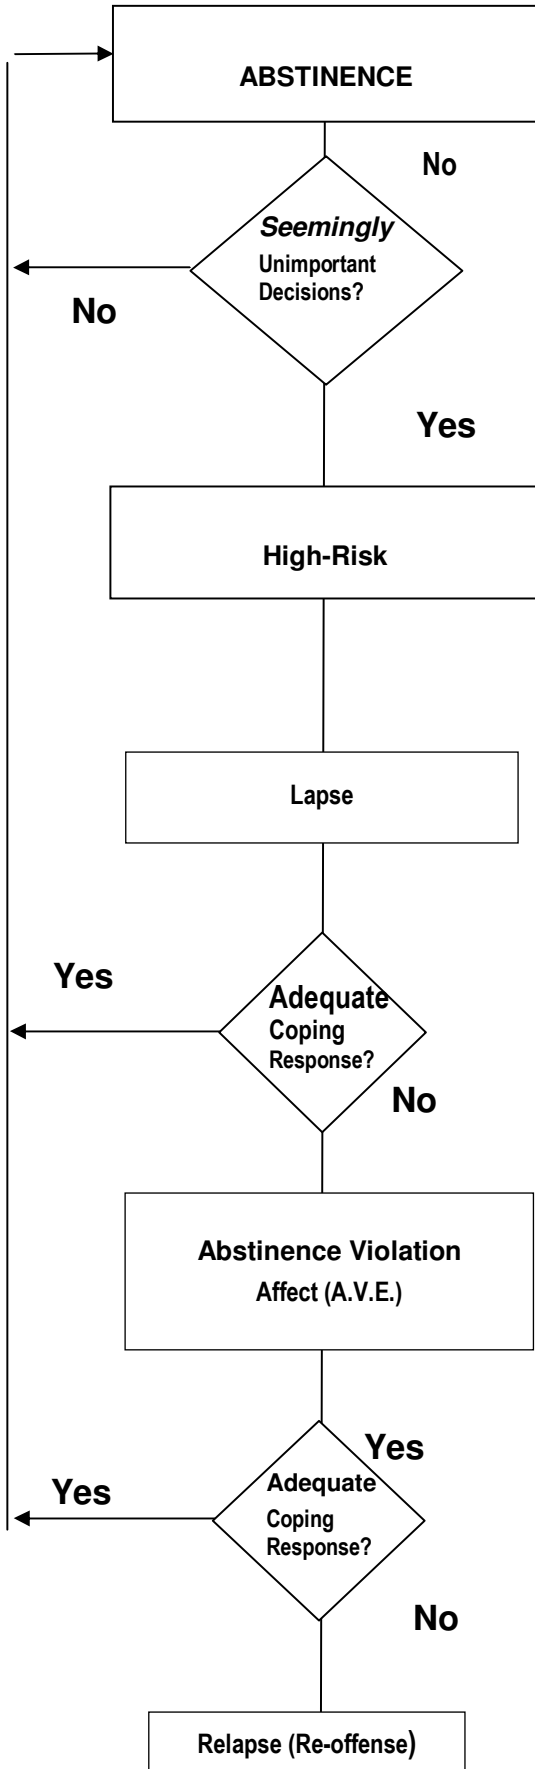 ABSTINENCE
No
Seemingly
Unimportant
Decisions?
No
Yes
High-Risk
Lapse
Yes
Adequate
Coping
Response?
No
Abstinence Violation
Affect (A.V.E.)
Yes
Yes
Adequate
Coping
Response?
No
Relapse (Re-offense)